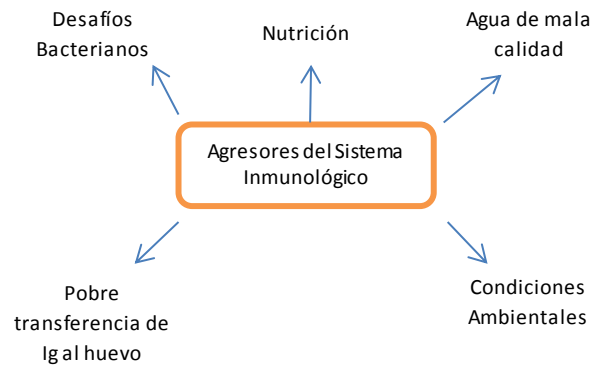 Desafíos
Bacterianos
Nutrición
Agua de mala
calidad
Agresores del Sistema
Inmunológico
Pobre
transferencia de
Ig al huevo
Condiciones
Ambientales